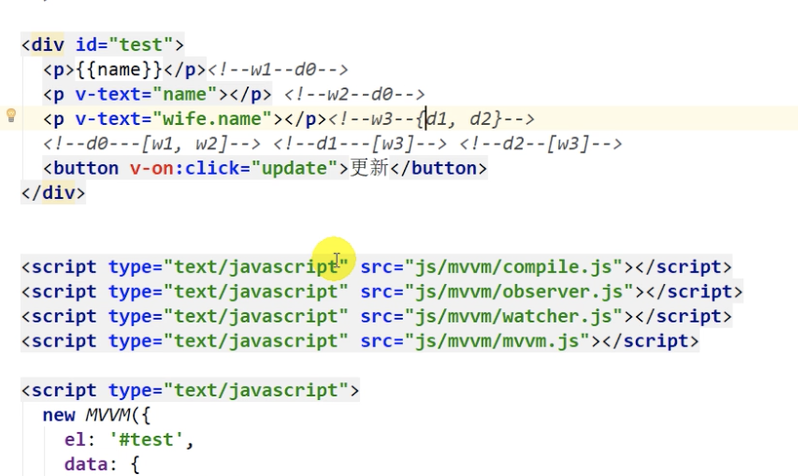 <div id="test">
<p>{{name}}</p><!--w1--d0-->
<p v-text="name"></p> <!--w2--d0-->
<p v-text="wife.name"></p><!--w3--{d1, d2}-->
<!--d0---[w1, w2]--> <!--d1---[w3]--> <!--d2--[w3]-->
<button v-on:click="update">更新</button>
</div>
<script type="text/javascript" src="js/mvvm/compile.js"></script>
<script type="text/javascript" src="js/mvvm/observer.js"></script>
<script type="text/javascript" src="js/mvvm/watcher.js"></script>
<script type="text/javascript" src="js/mvvm/mvvm.js"></script>
<script type="text/javascript">
new MVVM({
el: '#test',
data: {